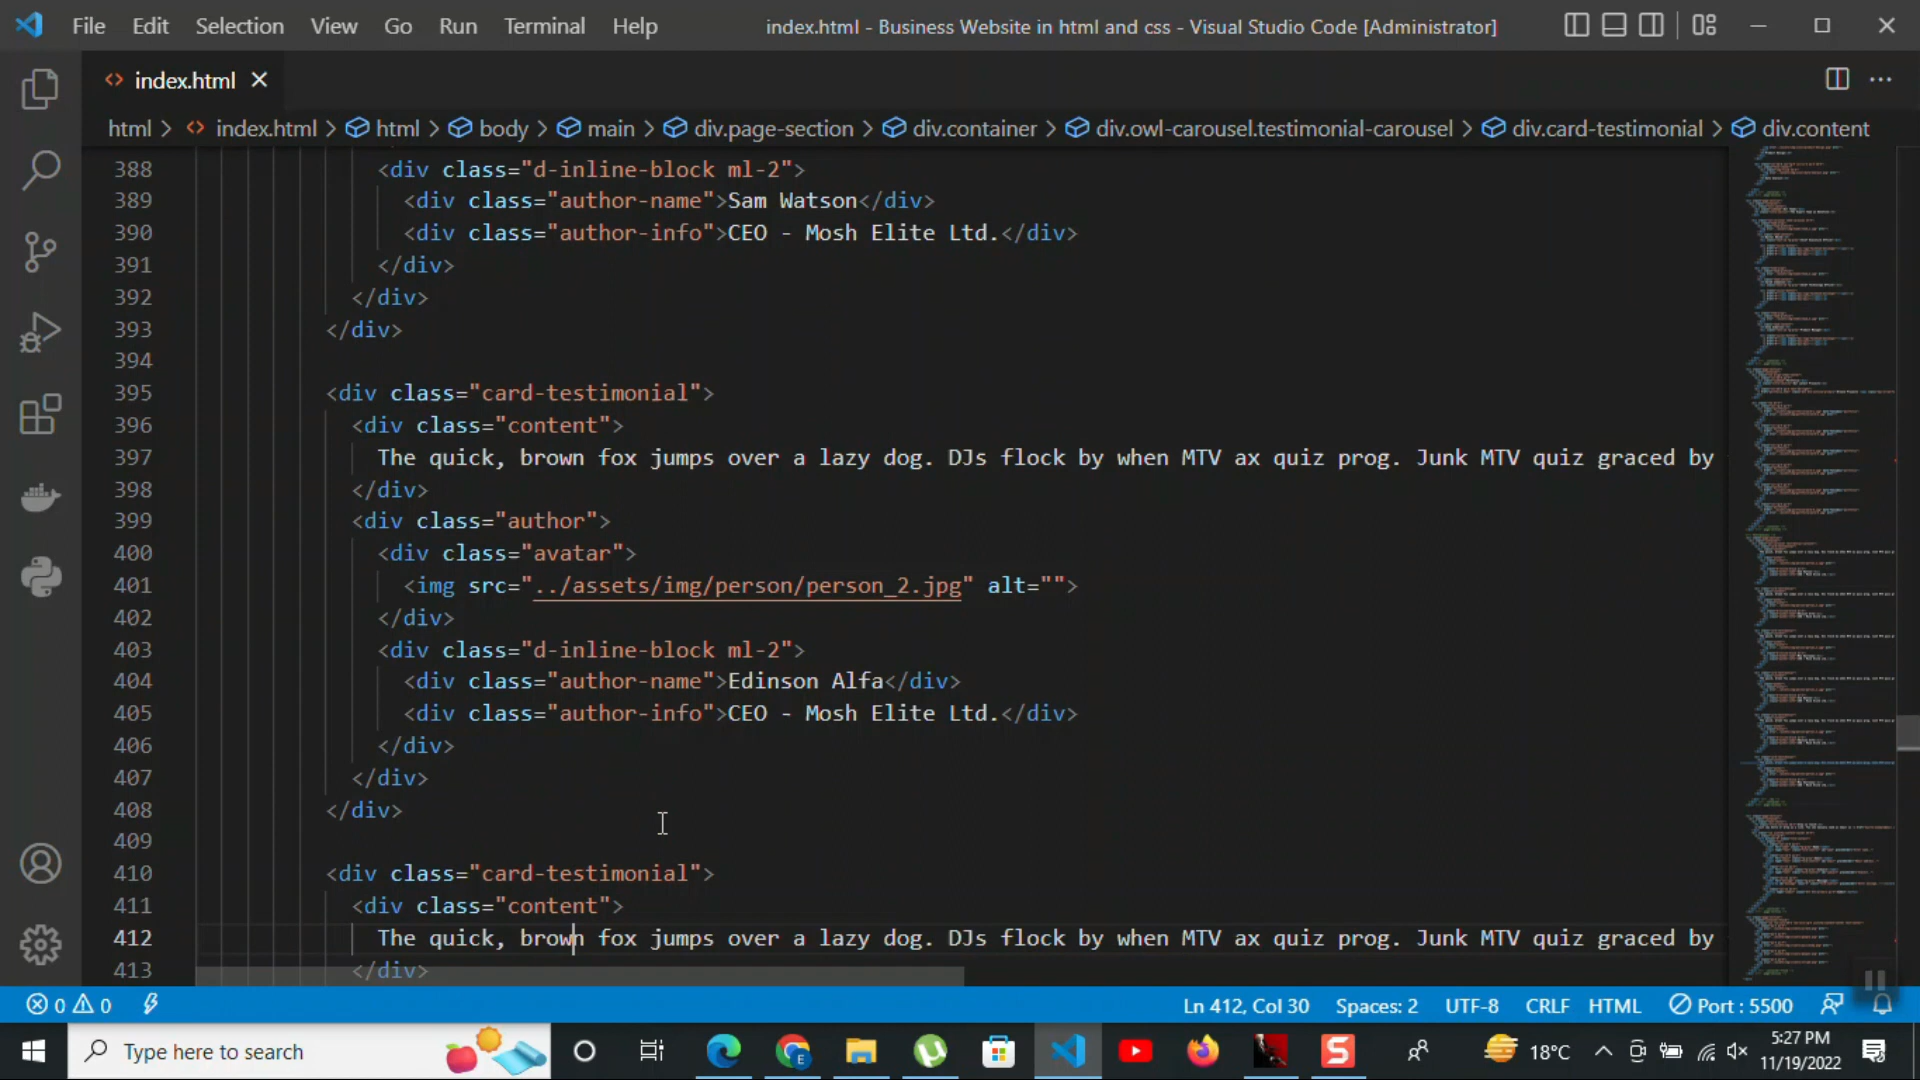 File Edit Selection View Go Run Terminal Help index.html - Business Website in html and css - Visual Studio Code [Administrator]
index.html
html > index.html > html > body > main > div.page-section > div.container > div.owl-carousel.testimonial-carousel > div.card-testimonial > div.content
388 <div class="d-inline-block ml-2">
389 <div class="author-name">Sam Watson</div>
390 <div class="author-info">CEO - Mosh Elite Ltd.</div>
391 </div>
392 </div>
393 </div>
394
395 <div class="card-testimonial">
396 <div class="content">
397 The quick, brown fox jumps over a lazy dog. DJs flock by when MTV ax quiz prog. Junk MTV quiz graced by
398 </div>
399 <div class="author">
400 <div class="avatar">
401 <img src="../assets/img/person/person_2.jpg" alt="">
402 </div>
403 <div class="d-inline-block ml-2">
404 <div class="author-name">Edinson Alfa</div>
405 <div class="author-info">CEO - Mosh Elite Ltd.</div>
406 </div>
407 </div>
408 </div>
409
410 <div class="card-testimonial">
411 <div class="content">
412 The quick, brown fox jumps over a lazy dog. DJs flock by when MTV ax quiz prog. Junk MTV quiz graced by
413 </div>
0 0 Ln 412, Col 30 Spaces: 2 UTF-8 CRLF HTML Port : 5500
Type here to search 18°C 5:27 PM
11/19/2022